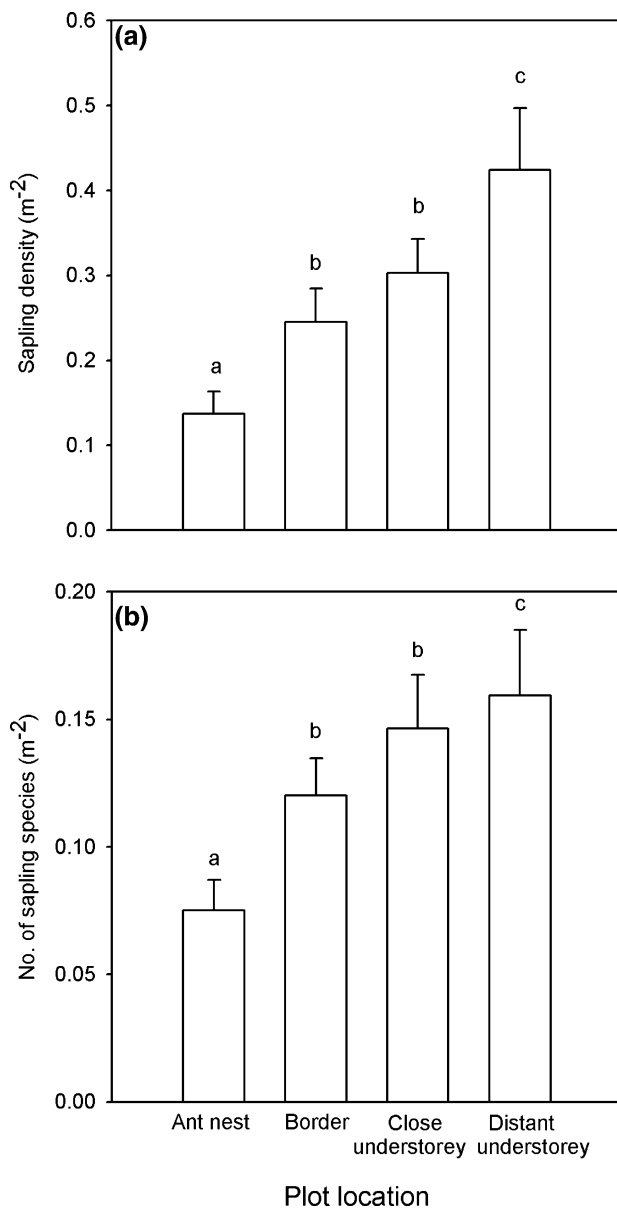 (a)
Sapling density (m⁻²)
0.6
0.5
0.4
0.3
0.2
0.1
0.0
a
b
b
c
(b)
No. of sapling species (m⁻²)
0.20
0.15
0.10
0.05
0.00
a
b
b
c
Ant nest
Border
Close
understorey
Distant
understorey
Plot location